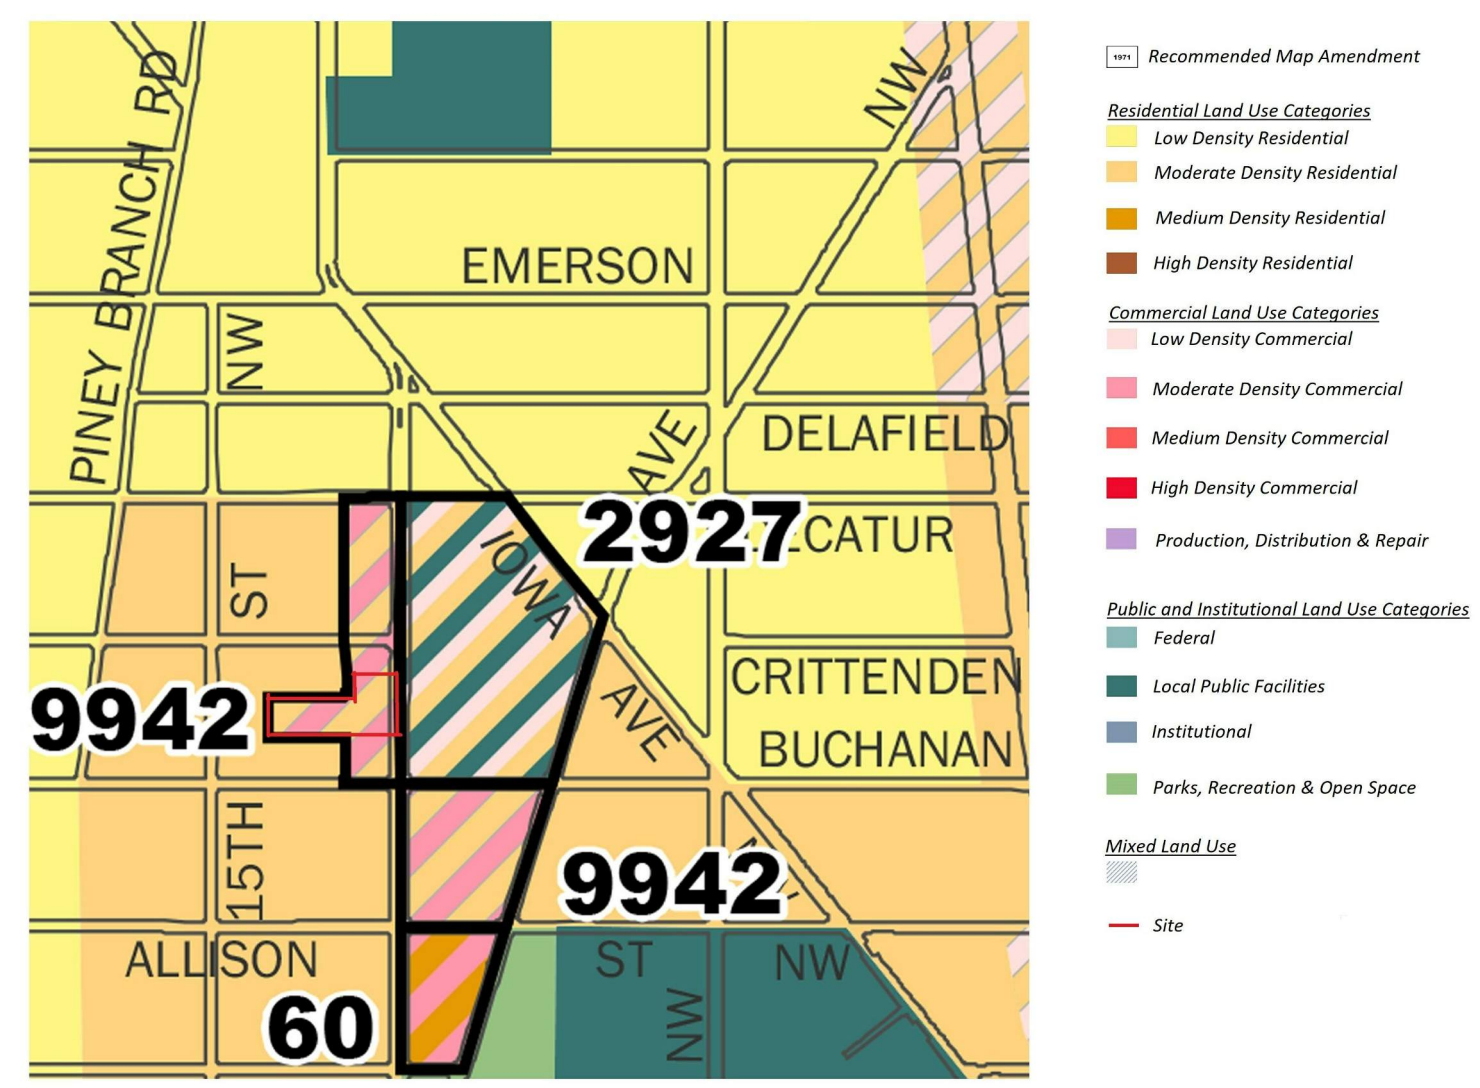 NW
PINEY BRANCH RD
EMERSON
NW
AVE
DELAFIELD
2927
CATUR
IOWA
ST
9942
CRITTENDEN
AVE
BUCHANAN
15TH
9942
ALLISON
ST
NW
60
NW
1971
Recommended Map Amendment
Residential Land Use Categories
Low Density Residential
Moderate Density Residential
Medium Density Residential
High Density Residential
Commercial Land Use Categories
Low Density Commercial
Moderate Density Commercial
Medium Density Commercial
High Density Commercial
Production, Distribution & Repair
Public and Institutional Land Use Categories
Federal
Local Public Facilities
Institutional
Parks, Recreation & Open Space
Mixed Land Use
Site